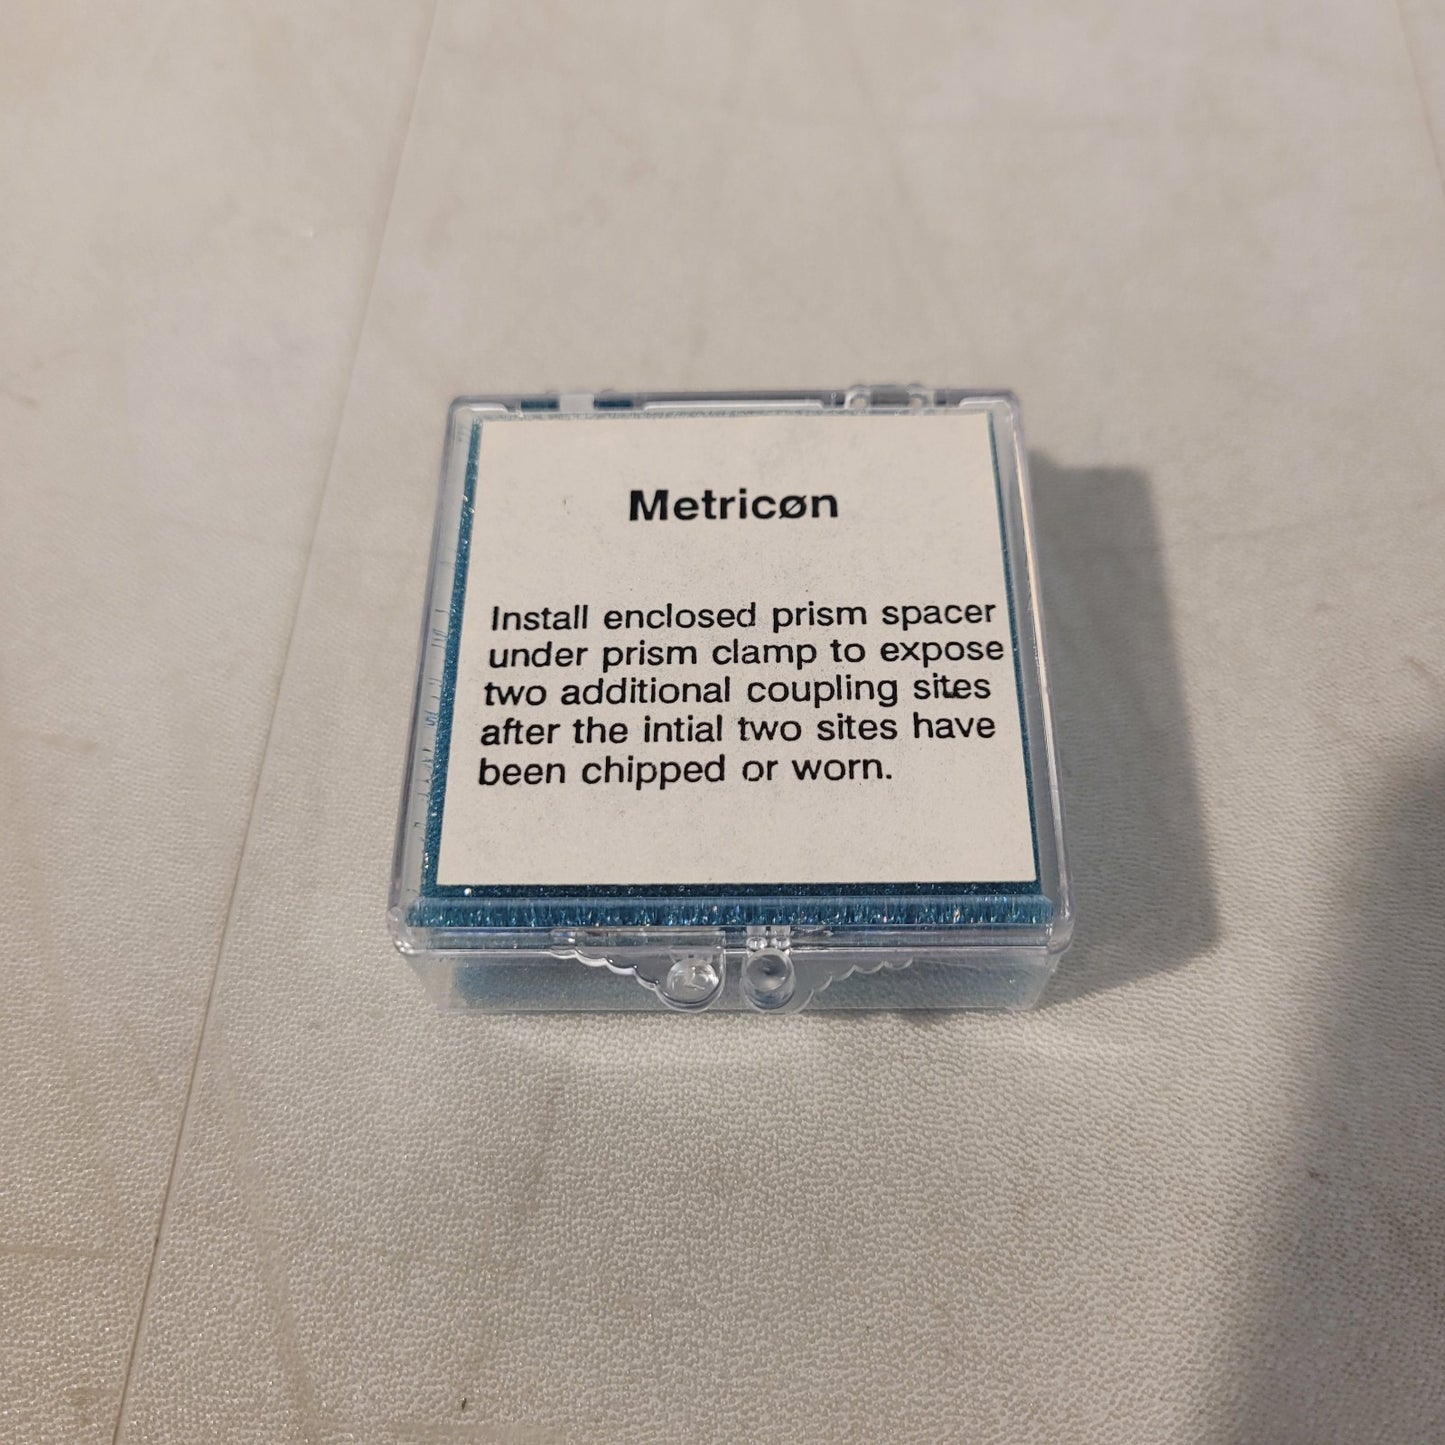 Metricøn
Install enclosed prism spacer
under prism clamp to expose
two additional coupling sites
after the intial two sites have
been chipped or worn.